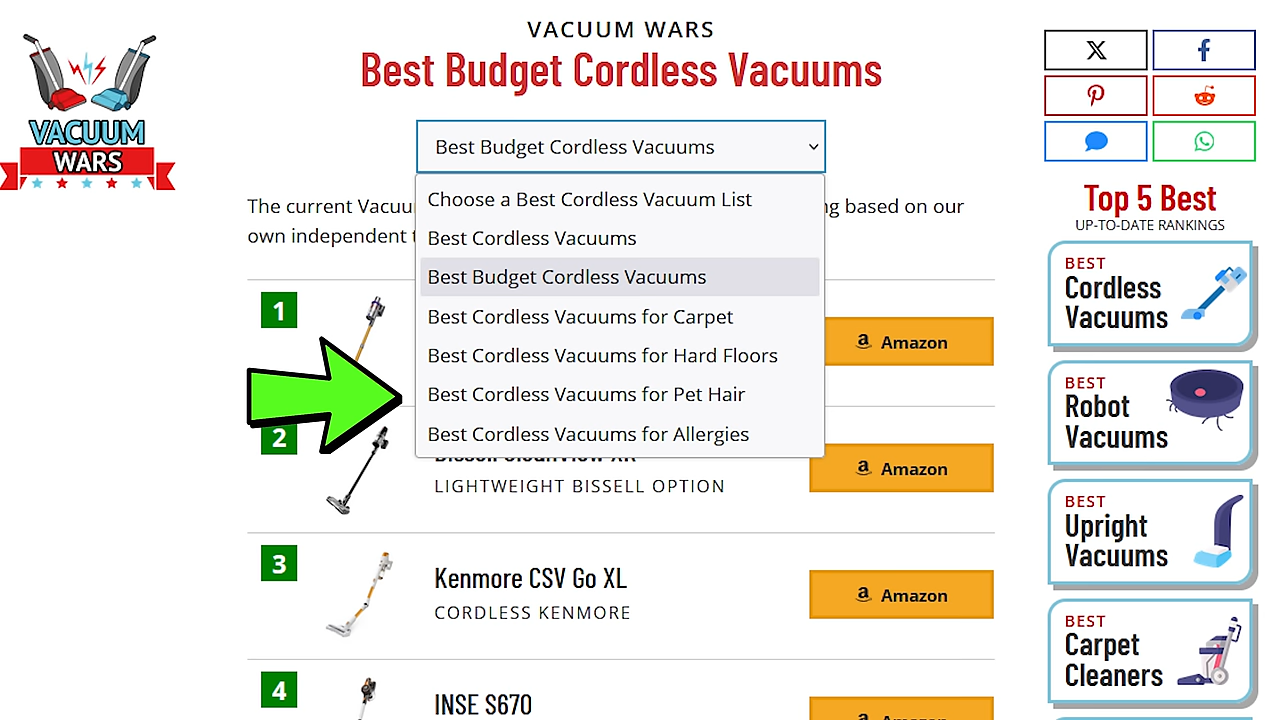 VACUUM WARS
Best Budget Cordless Vacuums
VACUUM
WARS
Best Budget Cordless Vacuums
Choose a Best Cordless Vacuum List
Best Cordless Vacuums
Best Budget Cordless Vacuums
Best Cordless Vacuums for Carpet
Best Cordless Vacuums for Hard Floors
Best Cordless Vacuums for Pet Hair
Best Cordless Vacuums for Allergies
The current Vacuu ng based on our
own independent t
1
a Amazon
2
LIGHTWEIGHT BISSELL OPTION
a Amazon
3
Kenmore CSV Go XL
CORDLESS KENMORE
a Amazon
4
INSE S670
Amazon
Top 5 Best
UP-TO-DATE RANKINGS
BEST
Cordless
Vacuums
BEST
Robot
Vacuums
BEST
Upright
Vacuums
BEST
Carpet
Cleaners